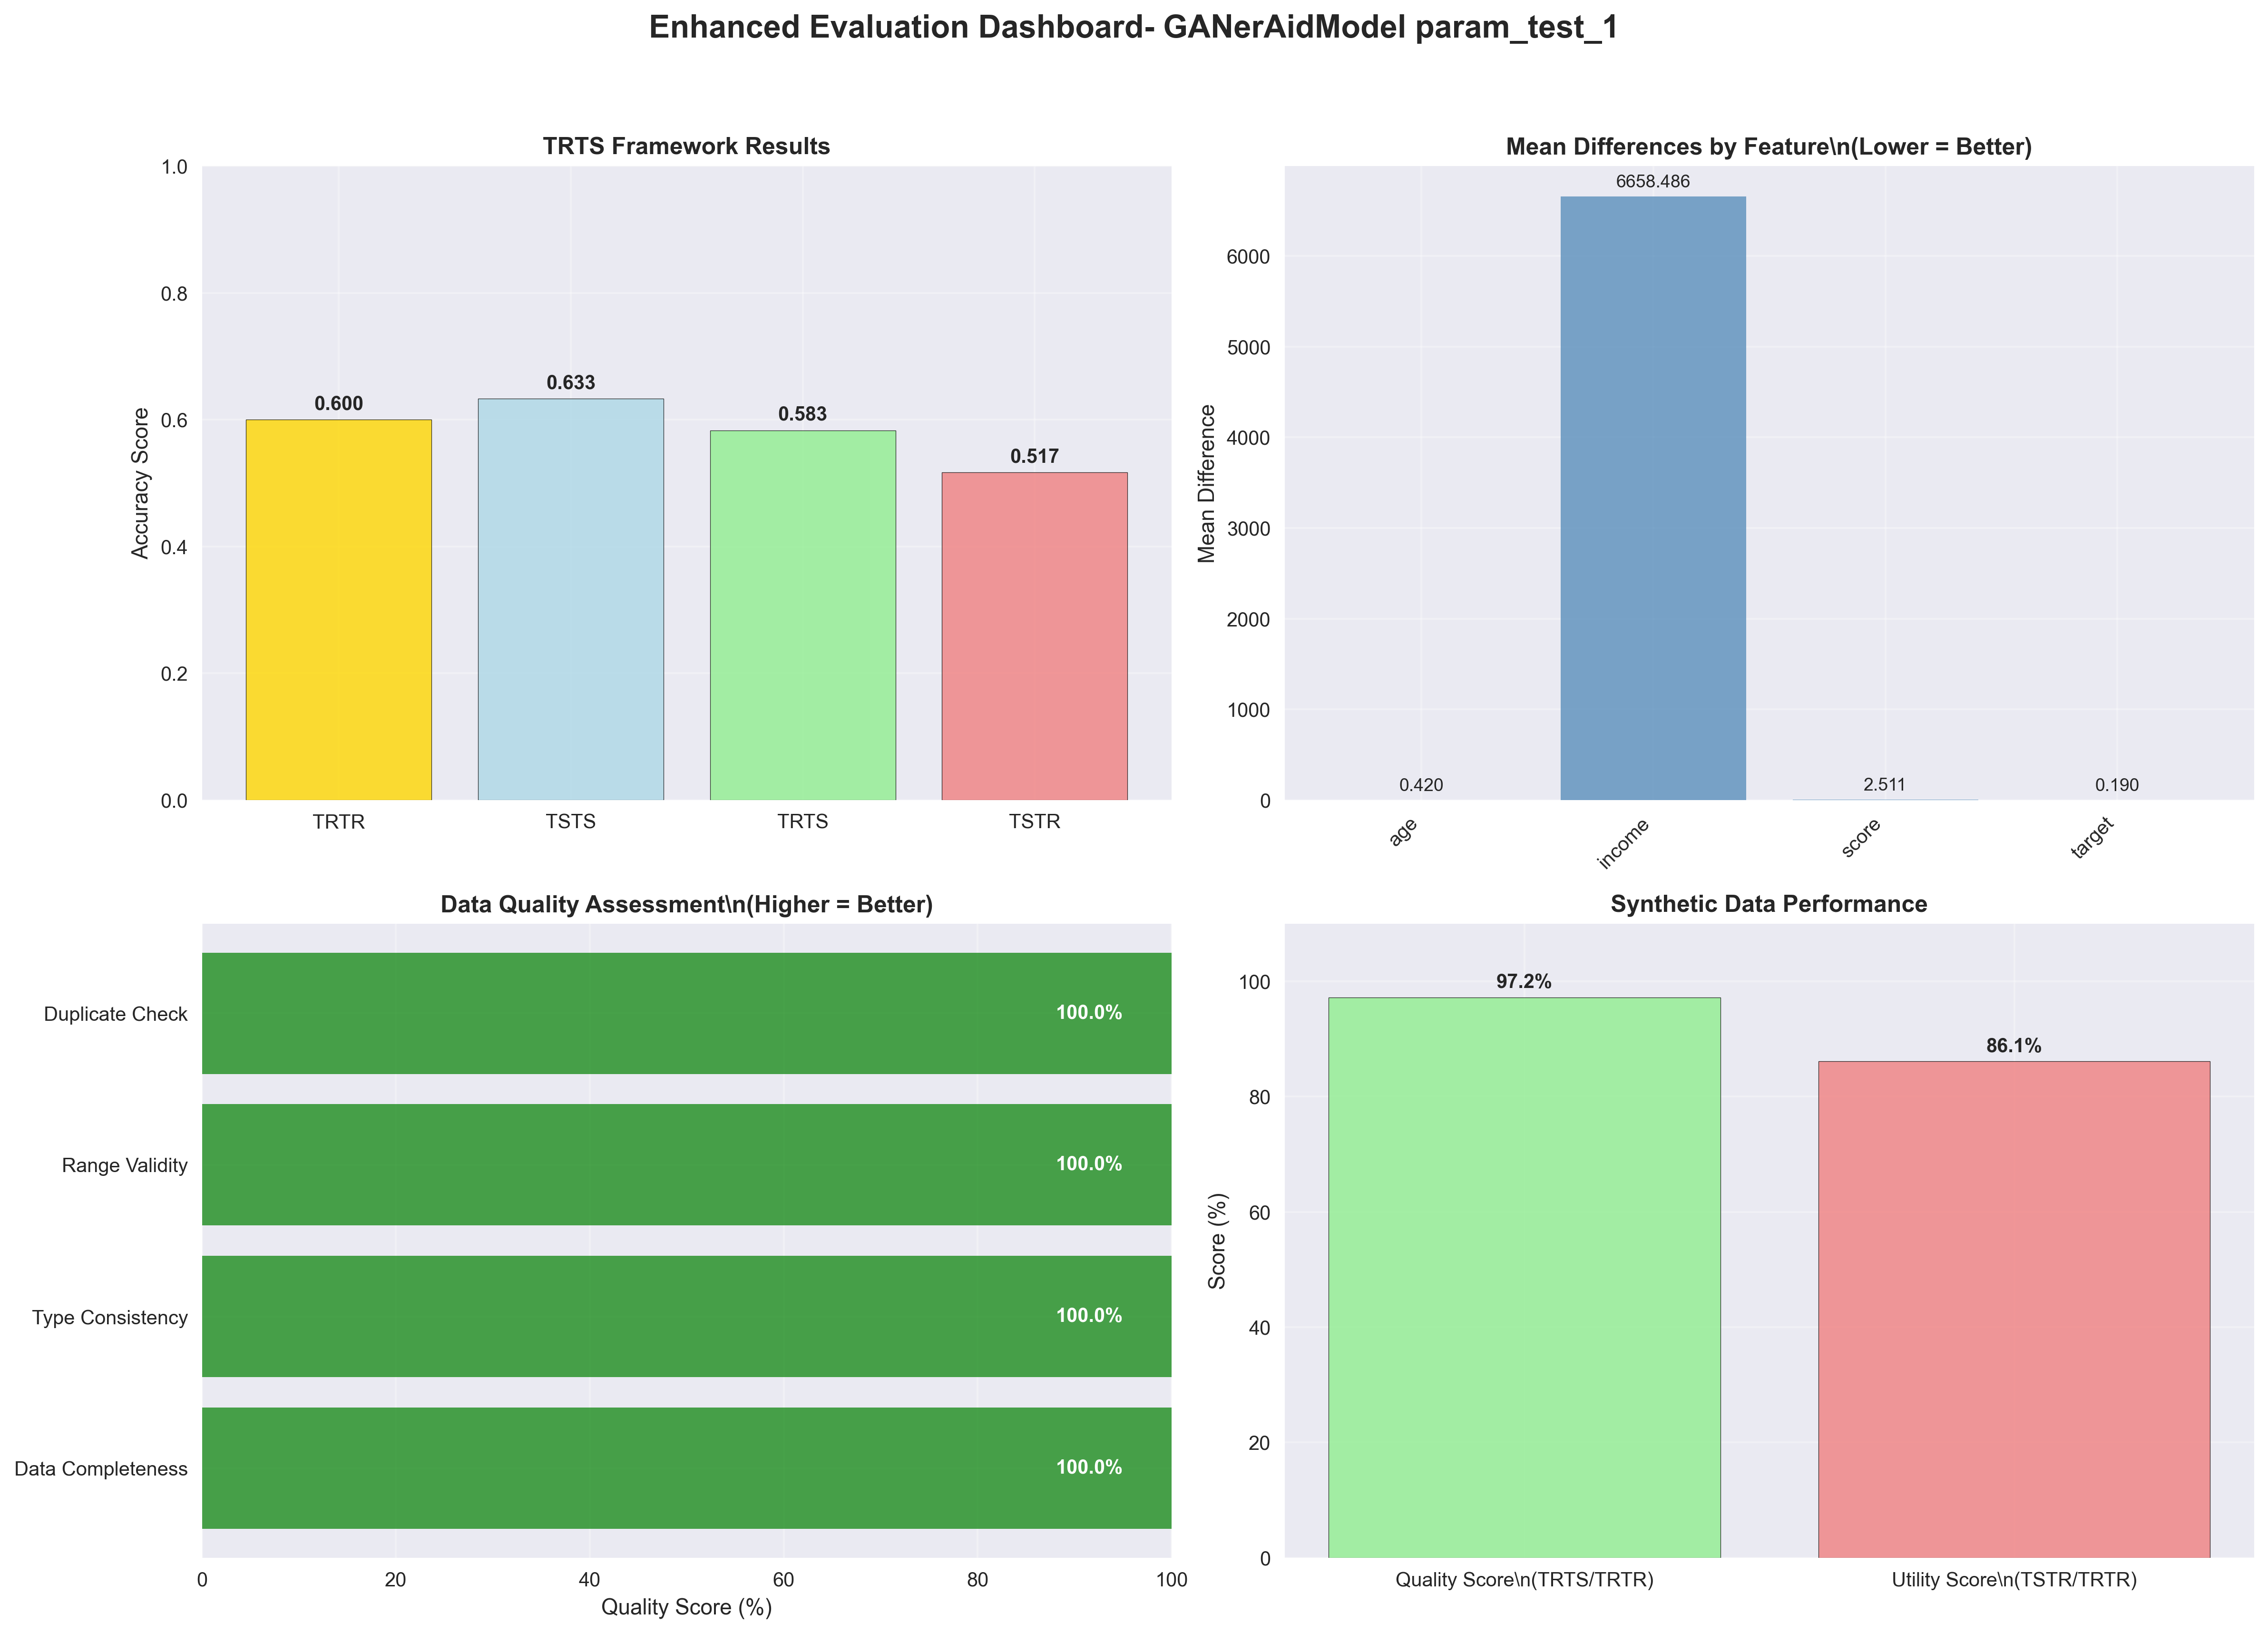 Enhanced Evaluation Dashboard- GANerAidModel param_test_1
TRTS Framework Results
Accuracy Score
1.0
0.8
0.6
0.4
0.2
0.0
0.600
0.633
0.583
0.517
TRTR
TSTS
TRTS
TSTR
Mean Differences by Feature\n(Lower = Better)
Mean Difference
6000
5000
4000
3000
2000
1000
0
0.420
6658.486
2.511
0.190
age
income
score
target
Data Quality Assessment\n(Higher = Better)
Duplicate Check
100.0%
Range Validity
100.0%
Type Consistency
100.0%
Data Completeness
100.0%
0
20
40
60
80
100
Quality Score (%)
Synthetic Data Performance
Score (%)
100
80
60
40
20
0
97.2%
86.1%
Quality Score\n(TRTS/TRTR)
Utility Score\n(TSTR/TRTR)